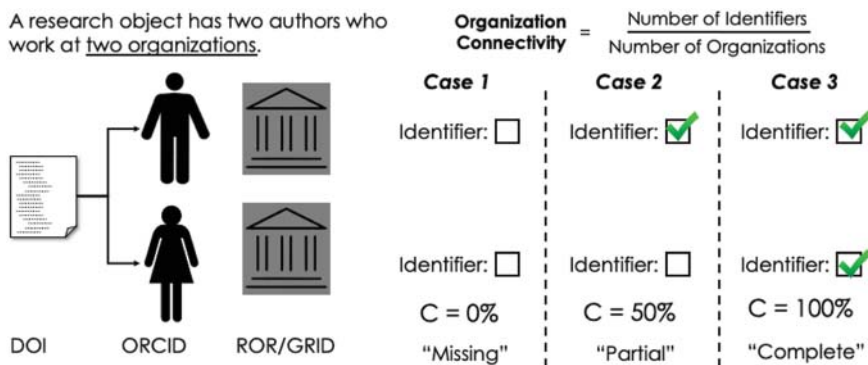 A research object has two authors who
work at two organizations.
DOI
ORCID
ROR/GRID
Organization
Connectivity
=
Number of Identifiers
Number of Organizations
Case 1
Case 2
Case 3
Identifier:
Identifier:
Identifier:
Identifier:
Identifier:
Identifier:
C = 0%
C = 50%
C = 100%
“Missing”
“Partial”
“Complete”